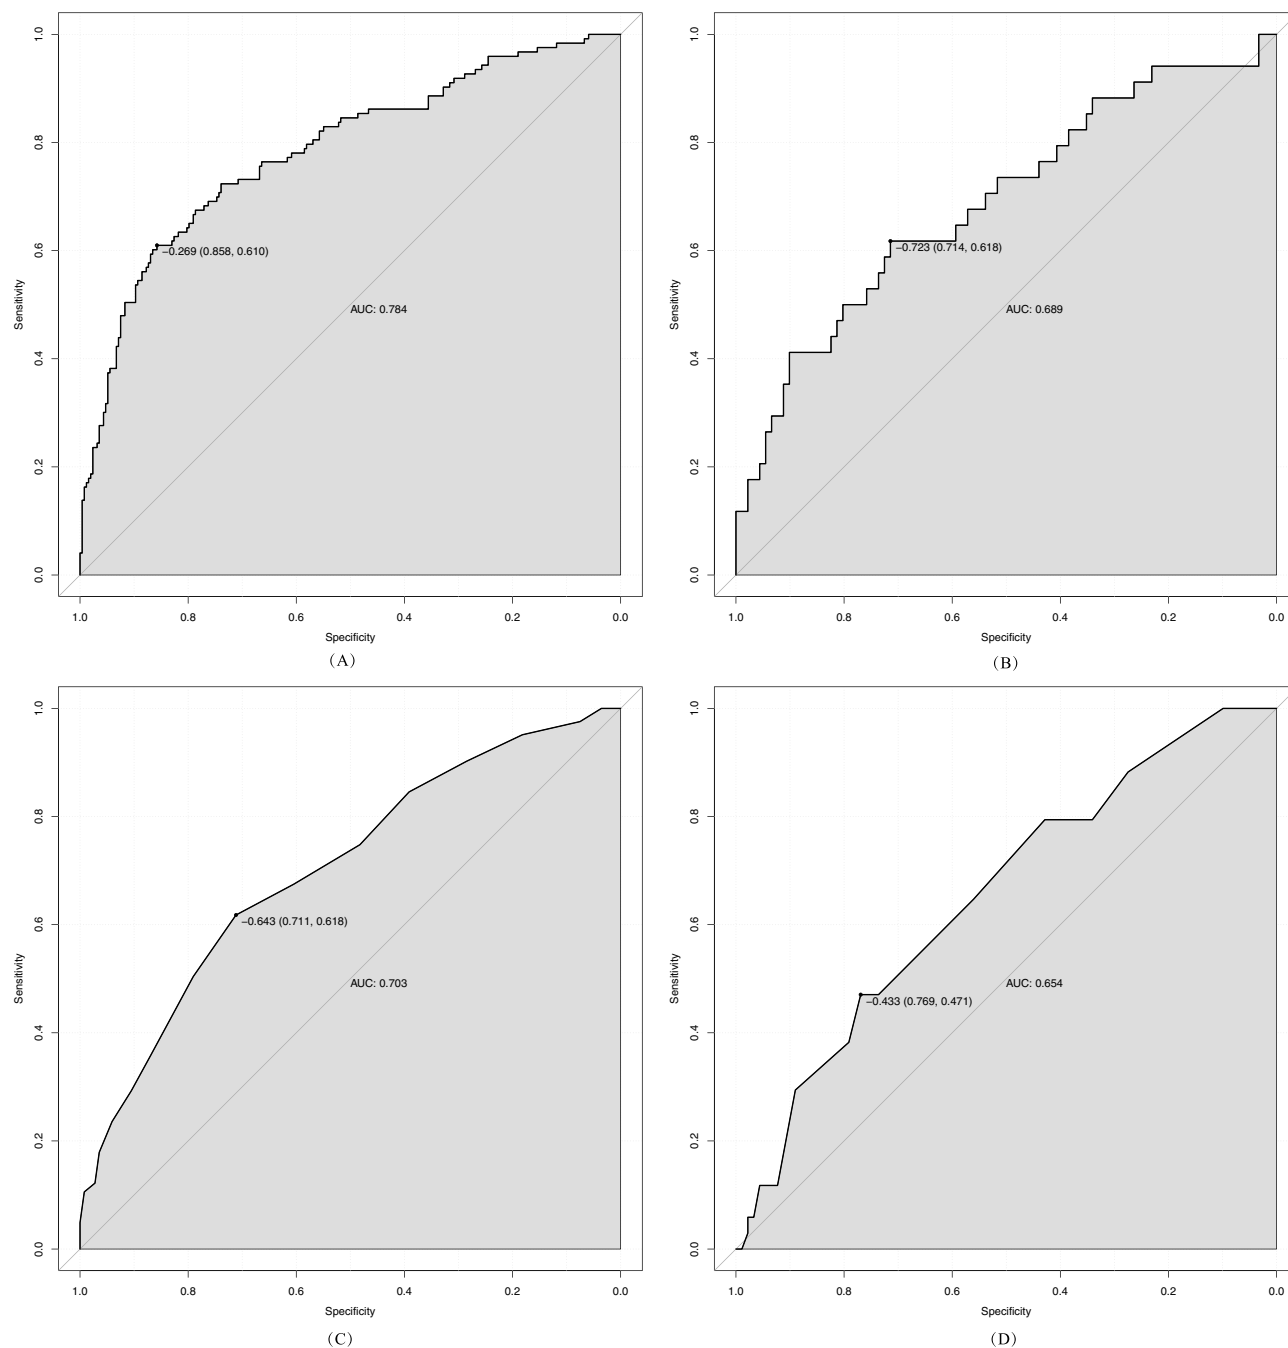 1.0
0.8
0.6
0.4
0.2
0.0
Sensitivity
−0.269 (0.858, 0.610)
AUC: 0.784
1.0 0.8 0.6 0.4 0.2 0.0
Specificity
(A)
1.0
0.8
0.6
0.4
0.2
0.0
Sensitivity
−0.723 (0.714, 0.618)
AUC: 0.689
1.0 0.8 0.6 0.4 0.2 0.0
Specificity
(B)
1.0
0.8
0.6
0.4
0.2
0.0
Sensitivity
−0.643 (0.711, 0.618)
AUC: 0.703
1.0 0.8 0.6 0.4 0.2 0.0
Specificity
(C)
1.0
0.8
0.6
0.4
0.2
0.0
Sensitivity
−0.433 (0.769, 0.471)
AUC: 0.654
1.0 0.8 0.6 0.4 0.2 0.0
Specificity
(D)